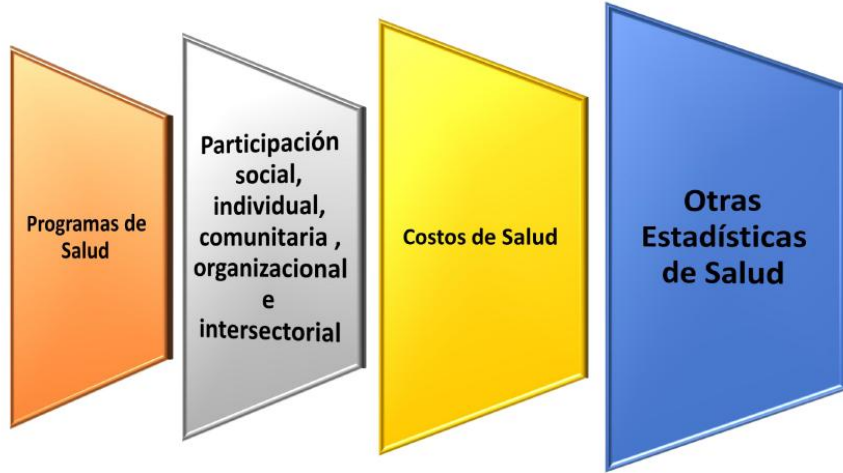 Programas de
Salud
Participación
social,
individual,
comunitaria ,
organizacional
e
intersectorial
Costos de Salud
Otras
Estadísticas
de Salud